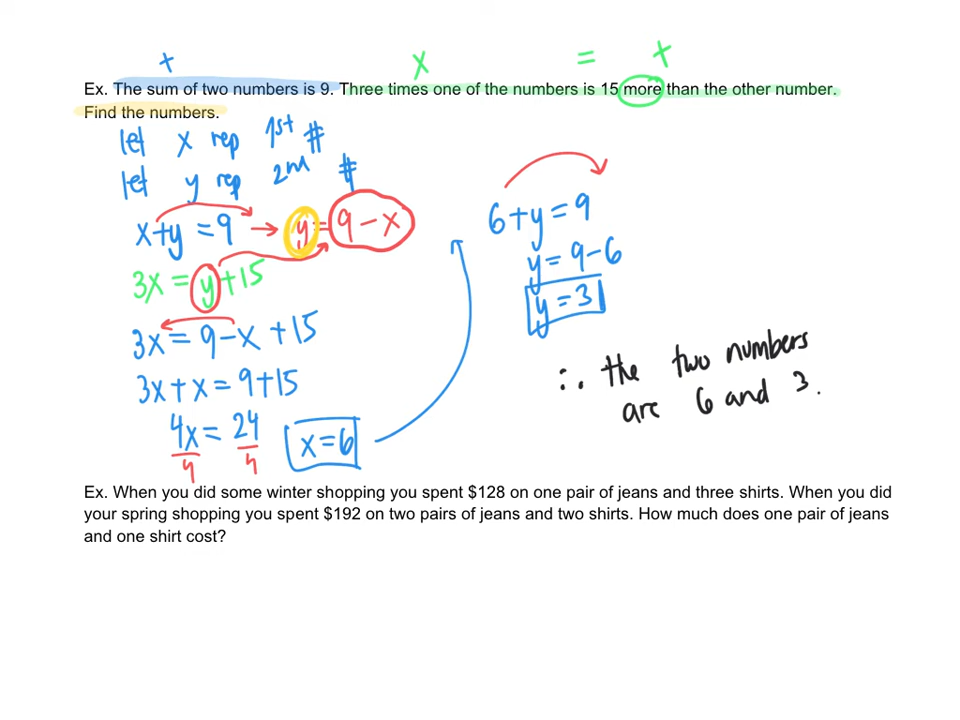 + x = +
Ex. The sum of two numbers is 9. Three times one of the numbers is 15 more than the other number.
Find the numbers.
let x rep 1st #
let y rep 2nd #
x+y = 9 → y = 9 - x
3x = y + 15
3x = 9 - x + 15
3x + x = 9 + 15
4x = 24
4 4
x = 6
6 + y = 9
y = 9 - 6
y = 3
∴ the two numbers
are 6 and 3.
Ex. When you did some winter shopping you spent $128 on one pair of jeans and three shirts. When you did
your spring shopping you spent $192 on two pairs of jeans and two shirts. How much does one pair of jeans
and one shirt cost?